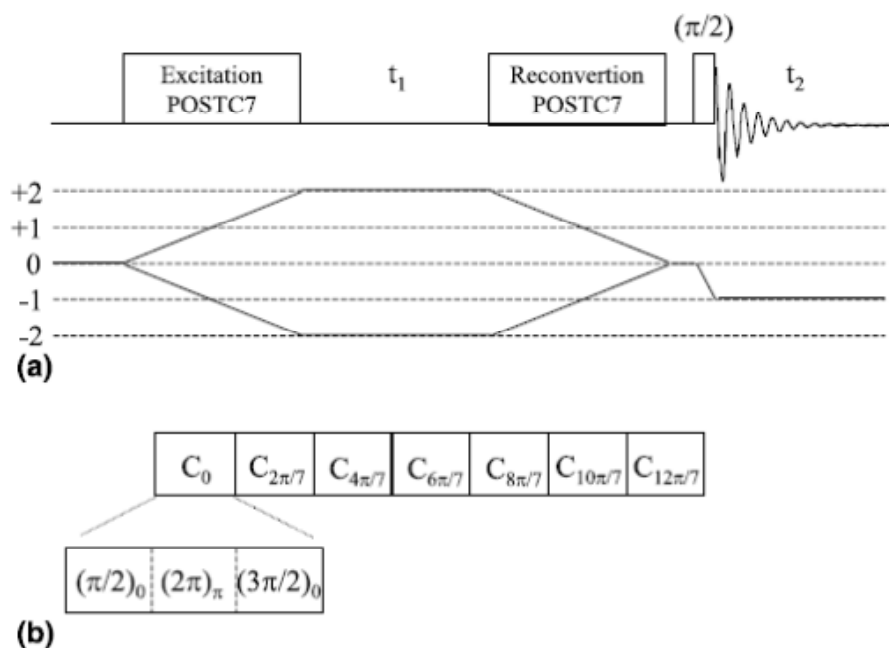 (π/2)
Excitation POSTC7 t₁ Reconvertion POSTC7 t₂
+2
+1
0
-1
-2
(a)
C₀ C₂π/₇ C₄π/₇ C₆π/₇ C₈π/₇ C₁₀π/₇ C₁₂π/₇
(π/2)₀ (2π)π (3π/2)₀
(b)